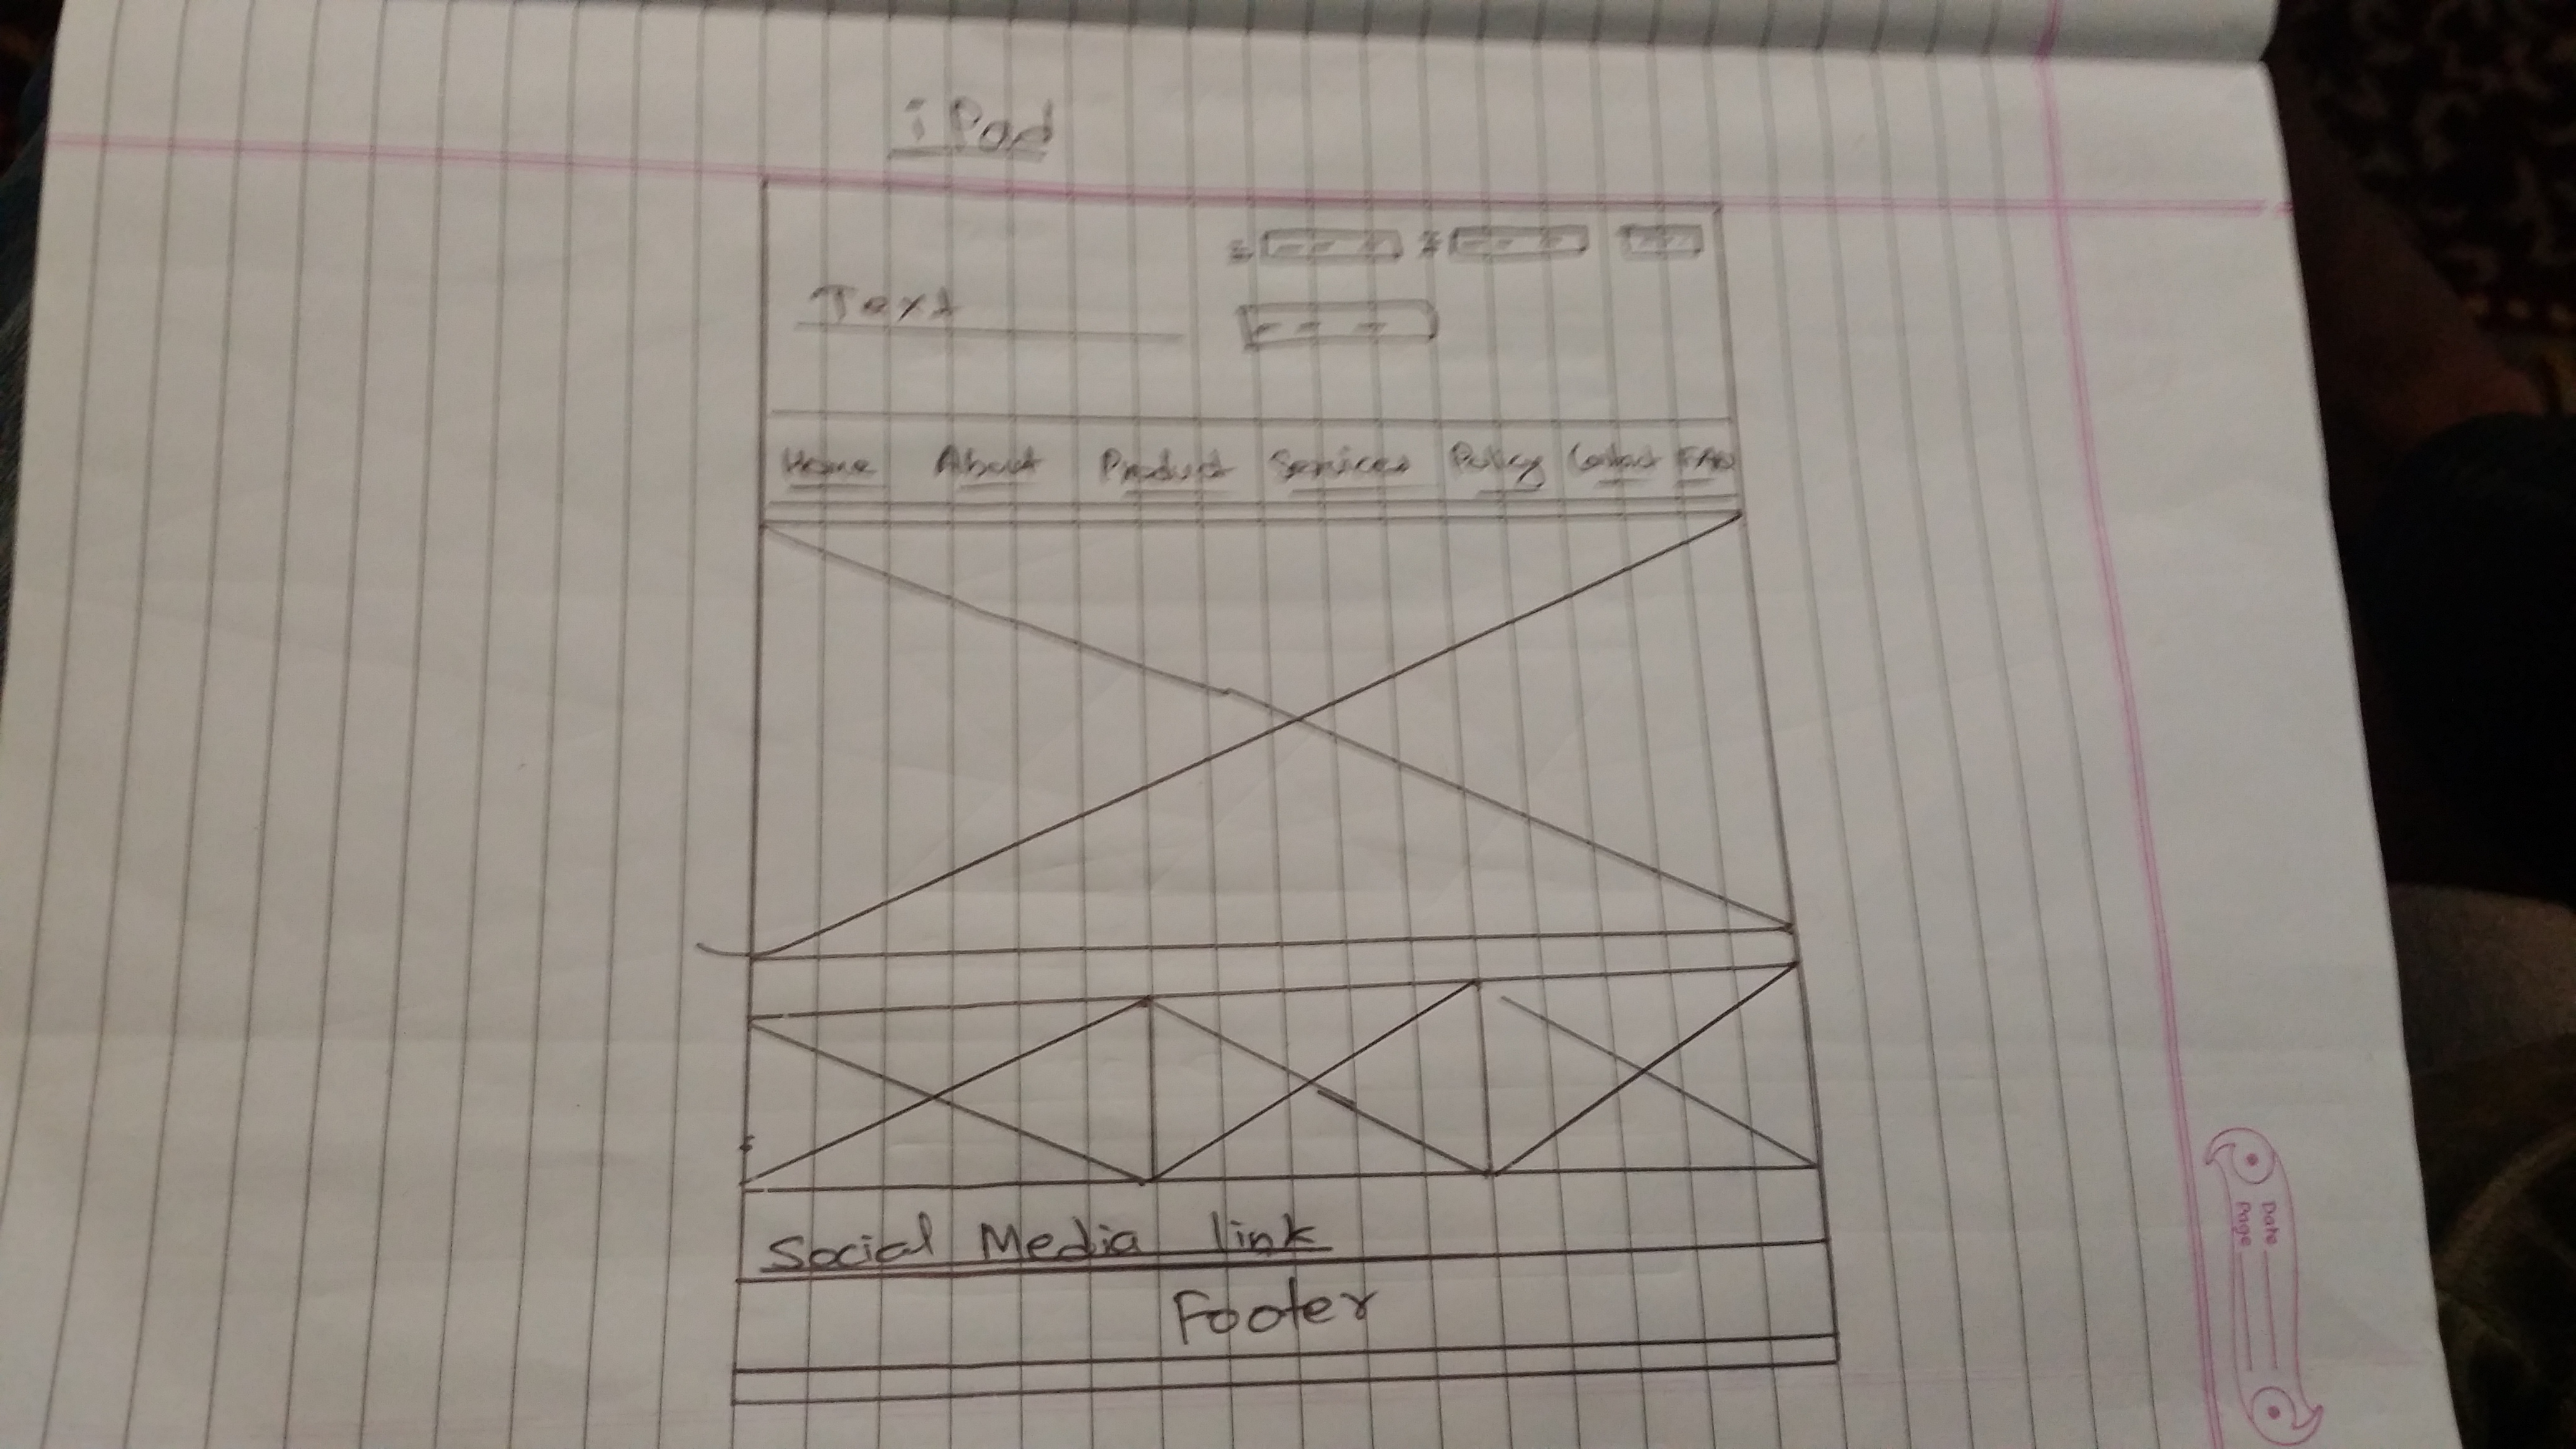 iPad
Text
Home About Product Services Policy Contact FAQ
Social Media link
Footer
Date
Page